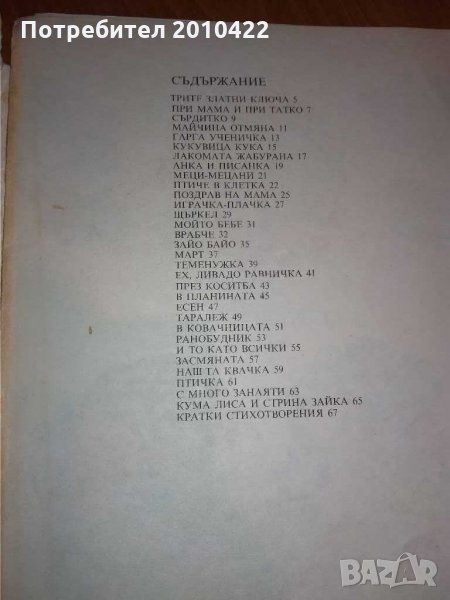 Потребител 2010422
СЪДЪРЖАНИЕ
ТРИТЕ ЗЛАТНИ КЛЮЧА 5
ПРИ МАМА И ПРИ ТАТКО 7
СЪРДИТКО 9
МАЙЧИНА ОТМЯНА 11
ГАРГА УЧЕНИЧКА 13
КУКУВИЦА КУКА 15
ЛАКОМАТА ЖАБУРАНА 17
АНКА И ПИСАНКА 19
МЕЦИ-МЕЦАНИ 21
ПТИЧЕ В КЛЕТКА 22
ПОЗДРАВ НА МАМА 25
ИГРАЧКА-ПЛАЧКА 27
ЩЪРКЕЛ 29
МОЙТО БЕБЕ 31
ВРАБЧЕ 32
ЗАЙО БАЙО 35
МАРТ 37
ТЕМЕНУЖКА 39
ЕХ, ЛИВАДО РАВНИЧКА 41
ПРЕЗ КОСИТБА 43
В ПЛАНИНАТА 45
ЕСЕН 47
ТАРАЛЕЖ 49
В КОВАЧНИЦАТА 51
РАНОБУДНИК 53
И ТО КАТО ВСИЧКИ 55
ЗАСМЯНАТА 57
НАШ ТА КВАЧКА 59
ПТИЧКА 61
С МНОГО ЗАНАЯТИ 63
КУМА ЛИСА И СТРИНА ЗАЙКА 65
КРАТКИ СТИХОТВОРЕНИЯ 67
BAZAR